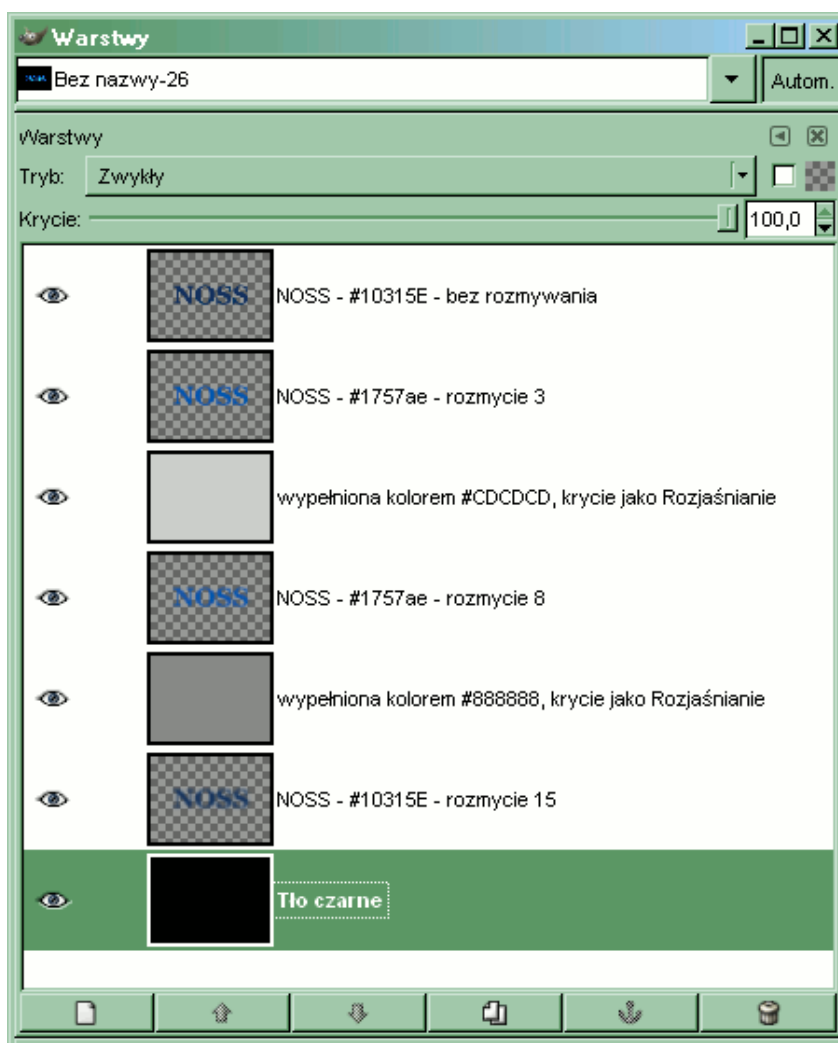 Warstwy
Bez nazwy-26
Autom.
Warstwy
Tryb: Zwykły
Krycie: 100,0
NOSS NOSS - #10315E - bez rozmywania
NOSS NOSS - #1757ae - rozmycie 3
wypełniona kolorem #CDCDCD, krycie jako Rozjaśnianie
NOSS NOSS - #1757ae - rozmycie 8
wypełniona kolorem #888888, krycie jako Rozjaśnianie
NOSS NOSS - #10315E - rozmycie 15
Tło czarne